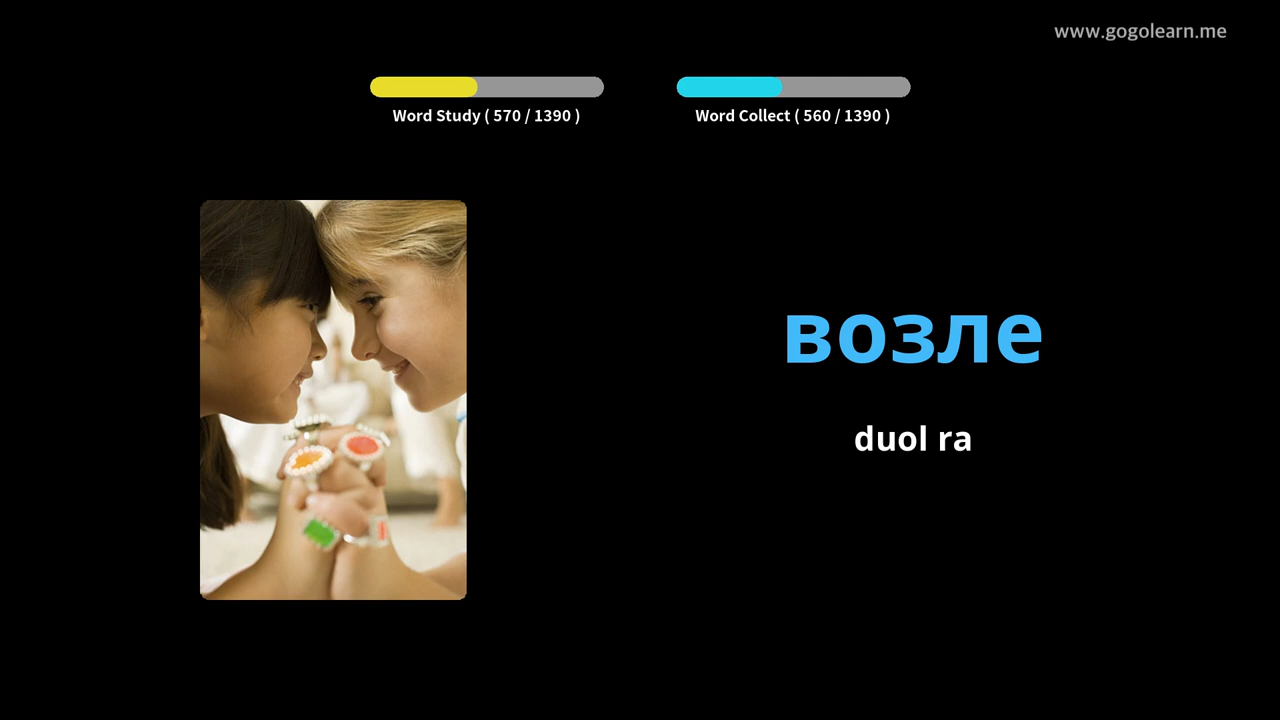 www.gogolearn.me
Word Study ( 570 / 1390 )
Word Collect ( 560 / 1390 )
возле
duol ra